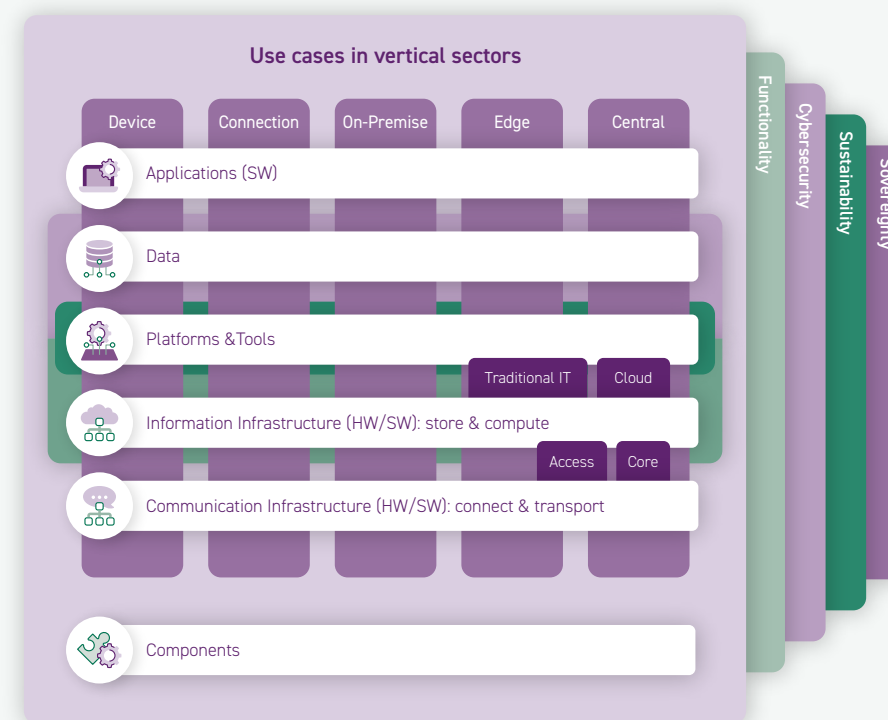 Use cases in vertical sectors
Device
Connection
On-Premise
Edge
Central
Applications (SW)
Data
Platforms &Tools
Traditional IT
Cloud
Information Infrastructure (HW/SW): store & compute
Access
Core
Communication Infrastructure (HW/SW): connect & transport
Components
Functionality
Cybersecurity
Sustainability
Sovereignty